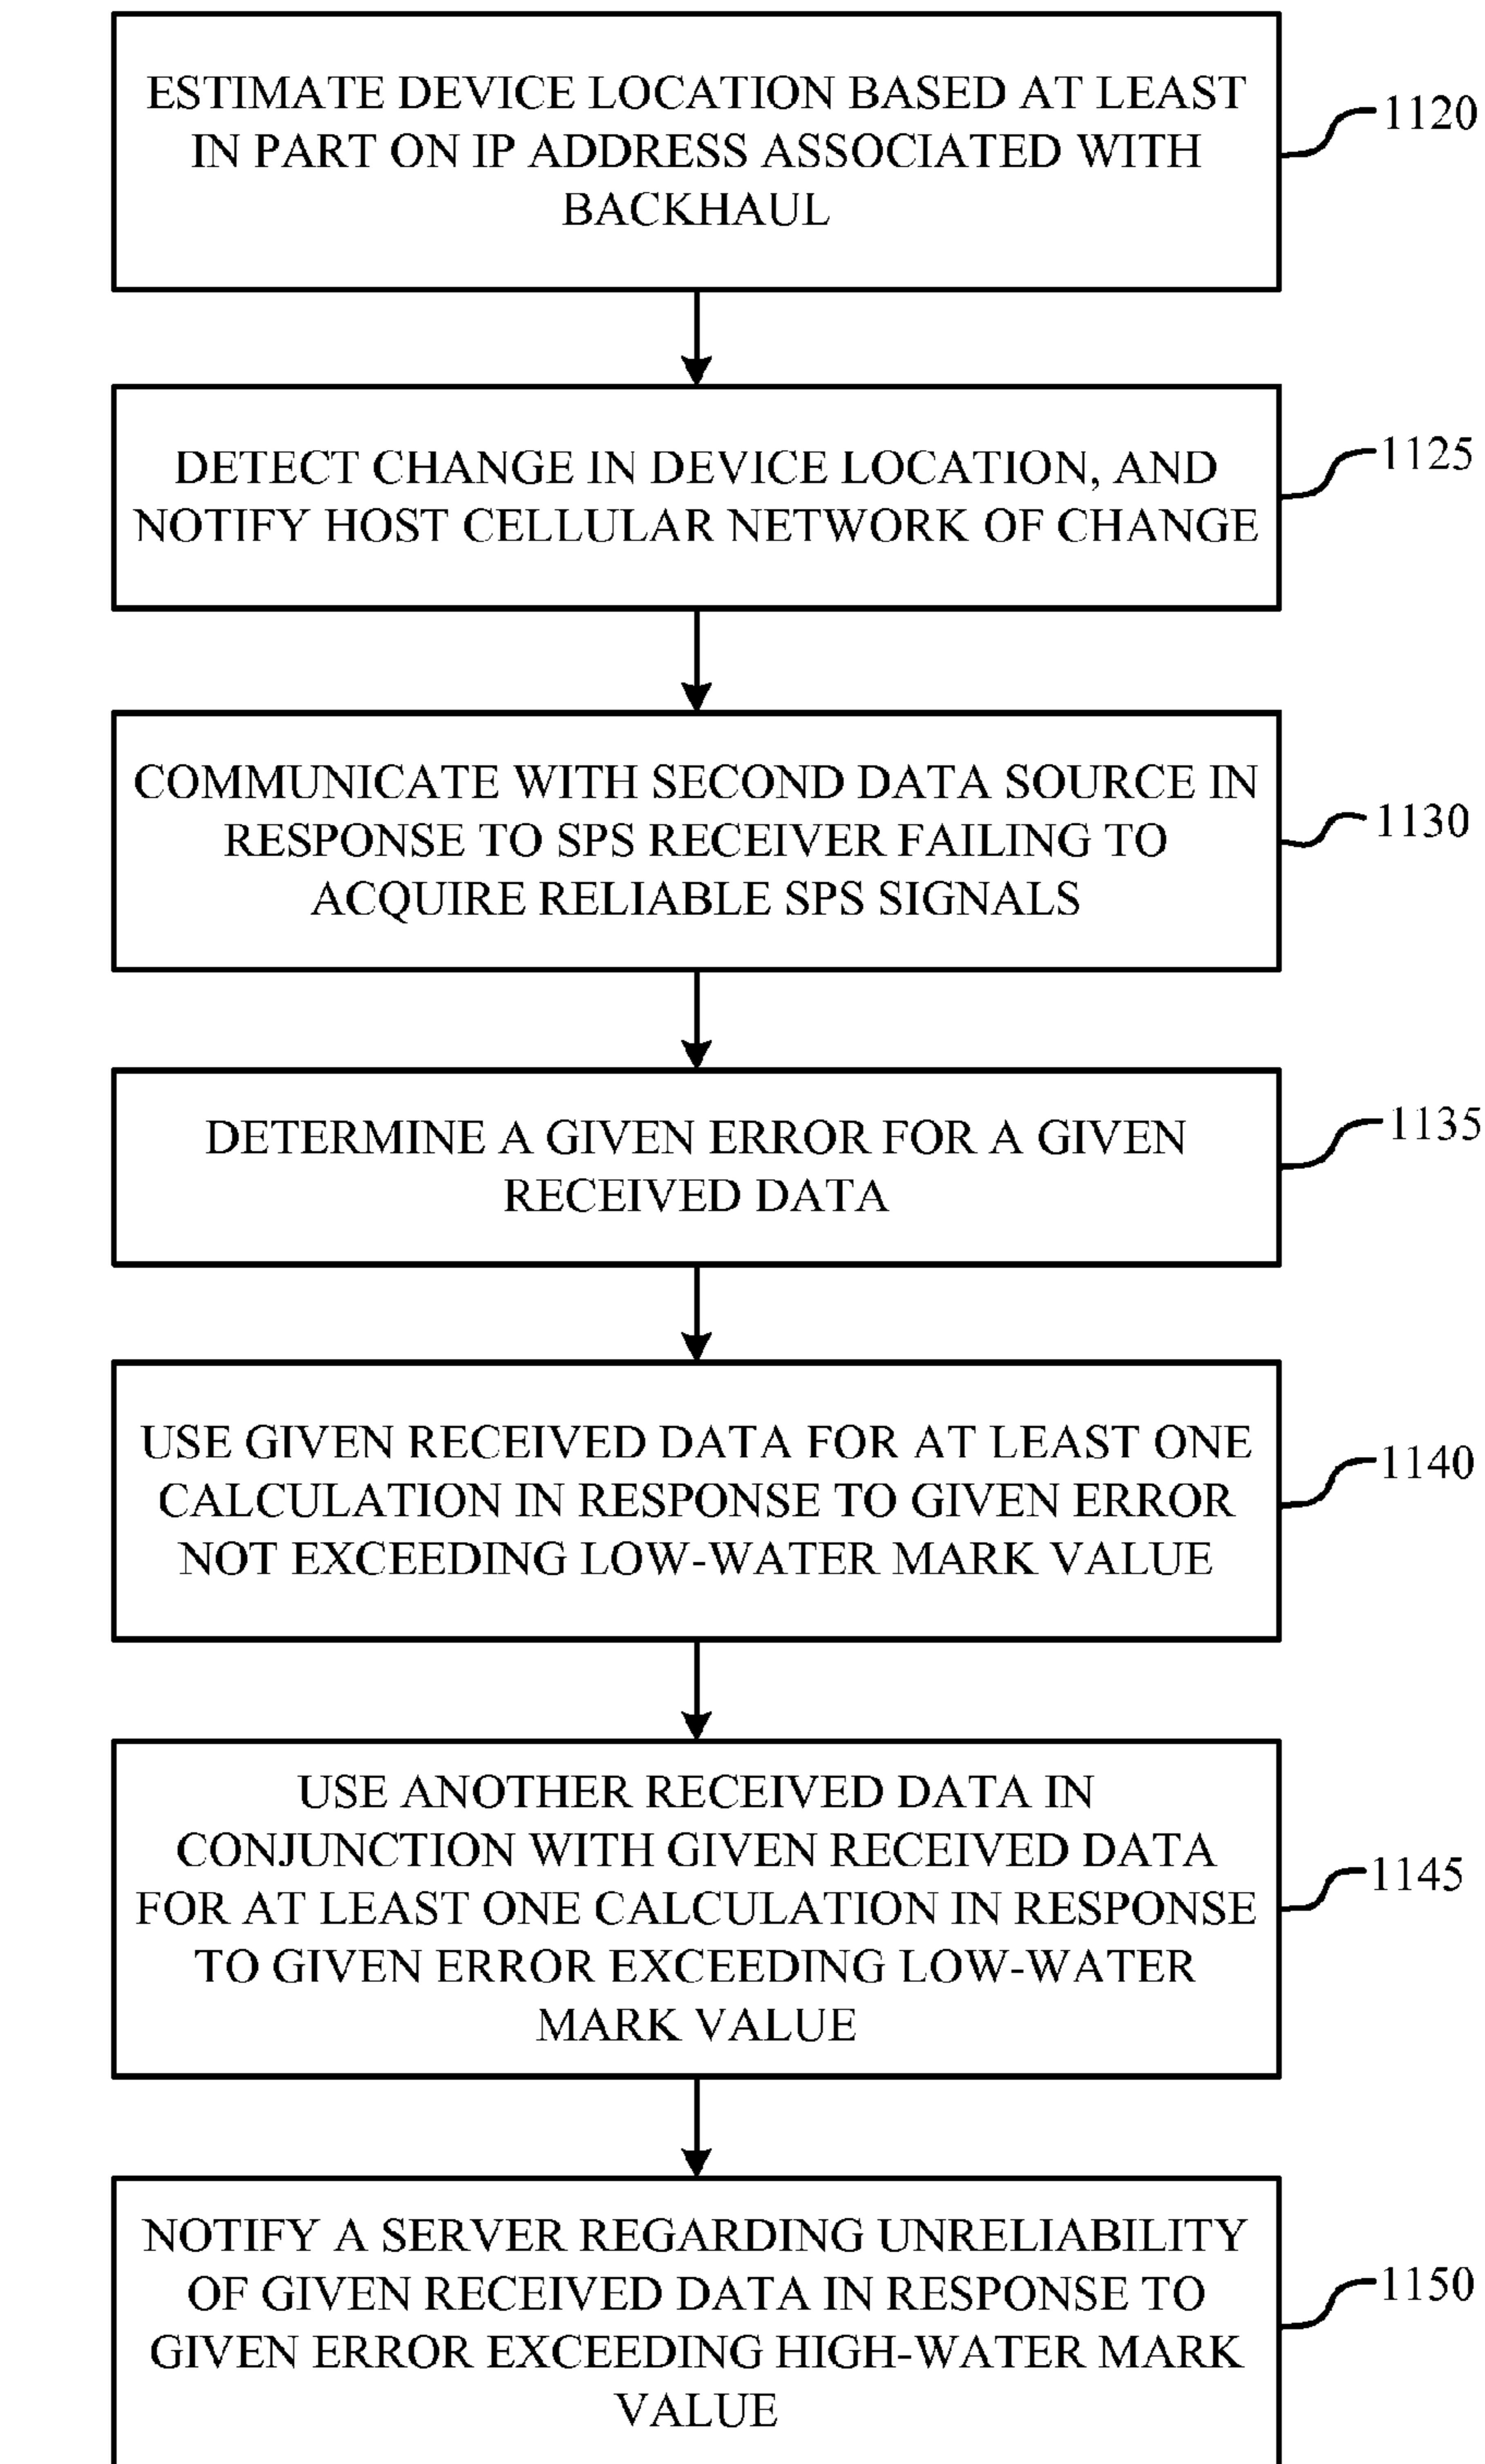 ESTIMATE DEVICE LOCATION BASED AT LEAST
IN PART ON IP ADDRESS ASSOCIATED WITH
BACKHAUL
1120
DETECT CHANGE IN DEVICE LOCATION, AND
NOTIFY HOST CELLULAR NETWORK OF CHANGE
1125
COMMUNICATE WITH SECOND DATA SOURCE IN
RESPONSE TO SPS RECEIVER FAILING TO
ACQUIRE RELIABLE SPS SIGNALS
1130
DETERMINE A GIVEN ERROR FOR A GIVEN
RECEIVED DATA
1135
USE GIVEN RECEIVED DATA FOR AT LEAST ONE
CALCULATION IN RESPONSE TO GIVEN ERROR
NOT EXCEEDING LOW-WATER MARK VALUE
1140
USE ANOTHER RECEIVED DATA IN
CONJUNCTION WITH GIVEN RECEIVED DATA
FOR AT LEAST ONE CALCULATION IN RESPONSE
TO GIVEN ERROR EXCEEDING LOW-WATER
MARK VALUE
1145
NOTIFY A SERVER REGARDING UNRELIABILITY
OF GIVEN RECEIVED DATA IN RESPONSE TO
GIVEN ERROR EXCEEDING HIGH-WATER MARK
VALUE
1150